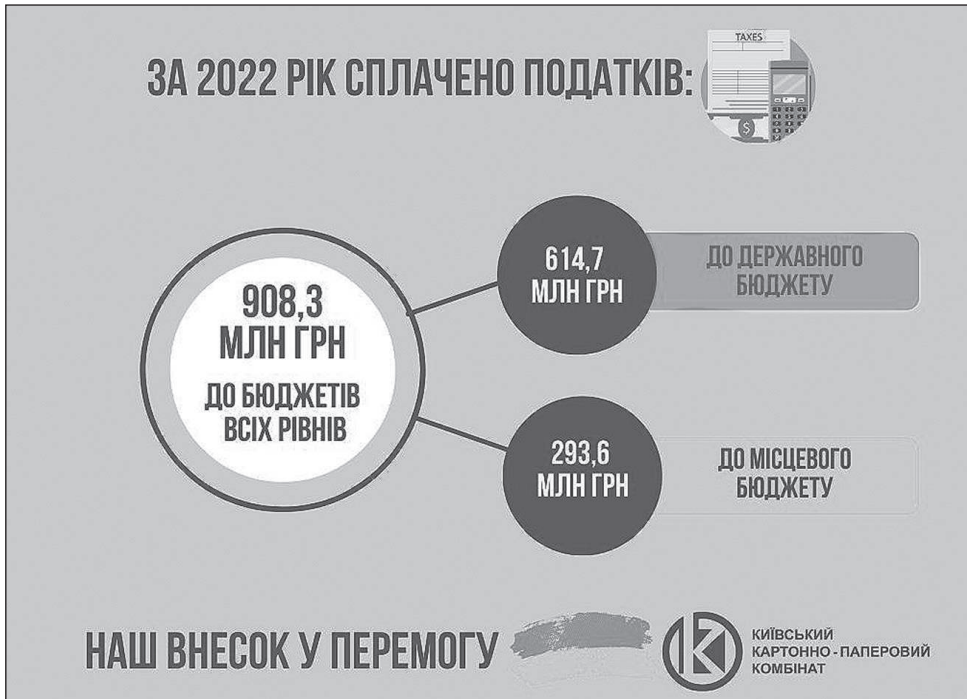 ЗА 2022 РІК СПЛАЧЕНО ПОДАТКІВ:
TAXES
$
908,3
МЛН ГРН
ДО БЮДЖЕТІВ
ВСІХ РІВНІВ
614,7
МЛН ГРН
ДО ДЕРЖАВНОГО
БЮДЖЕТУ
293,6
МЛН ГРН
ДО МІСЦЕВОГО
БЮДЖЕТУ
НАШ ВНЕСОК У ПЕРЕМОГУ
К
КИЇВСЬКИЙ
КАРТОННО - ПАПЕРОВИЙ
КОМБІНАТ